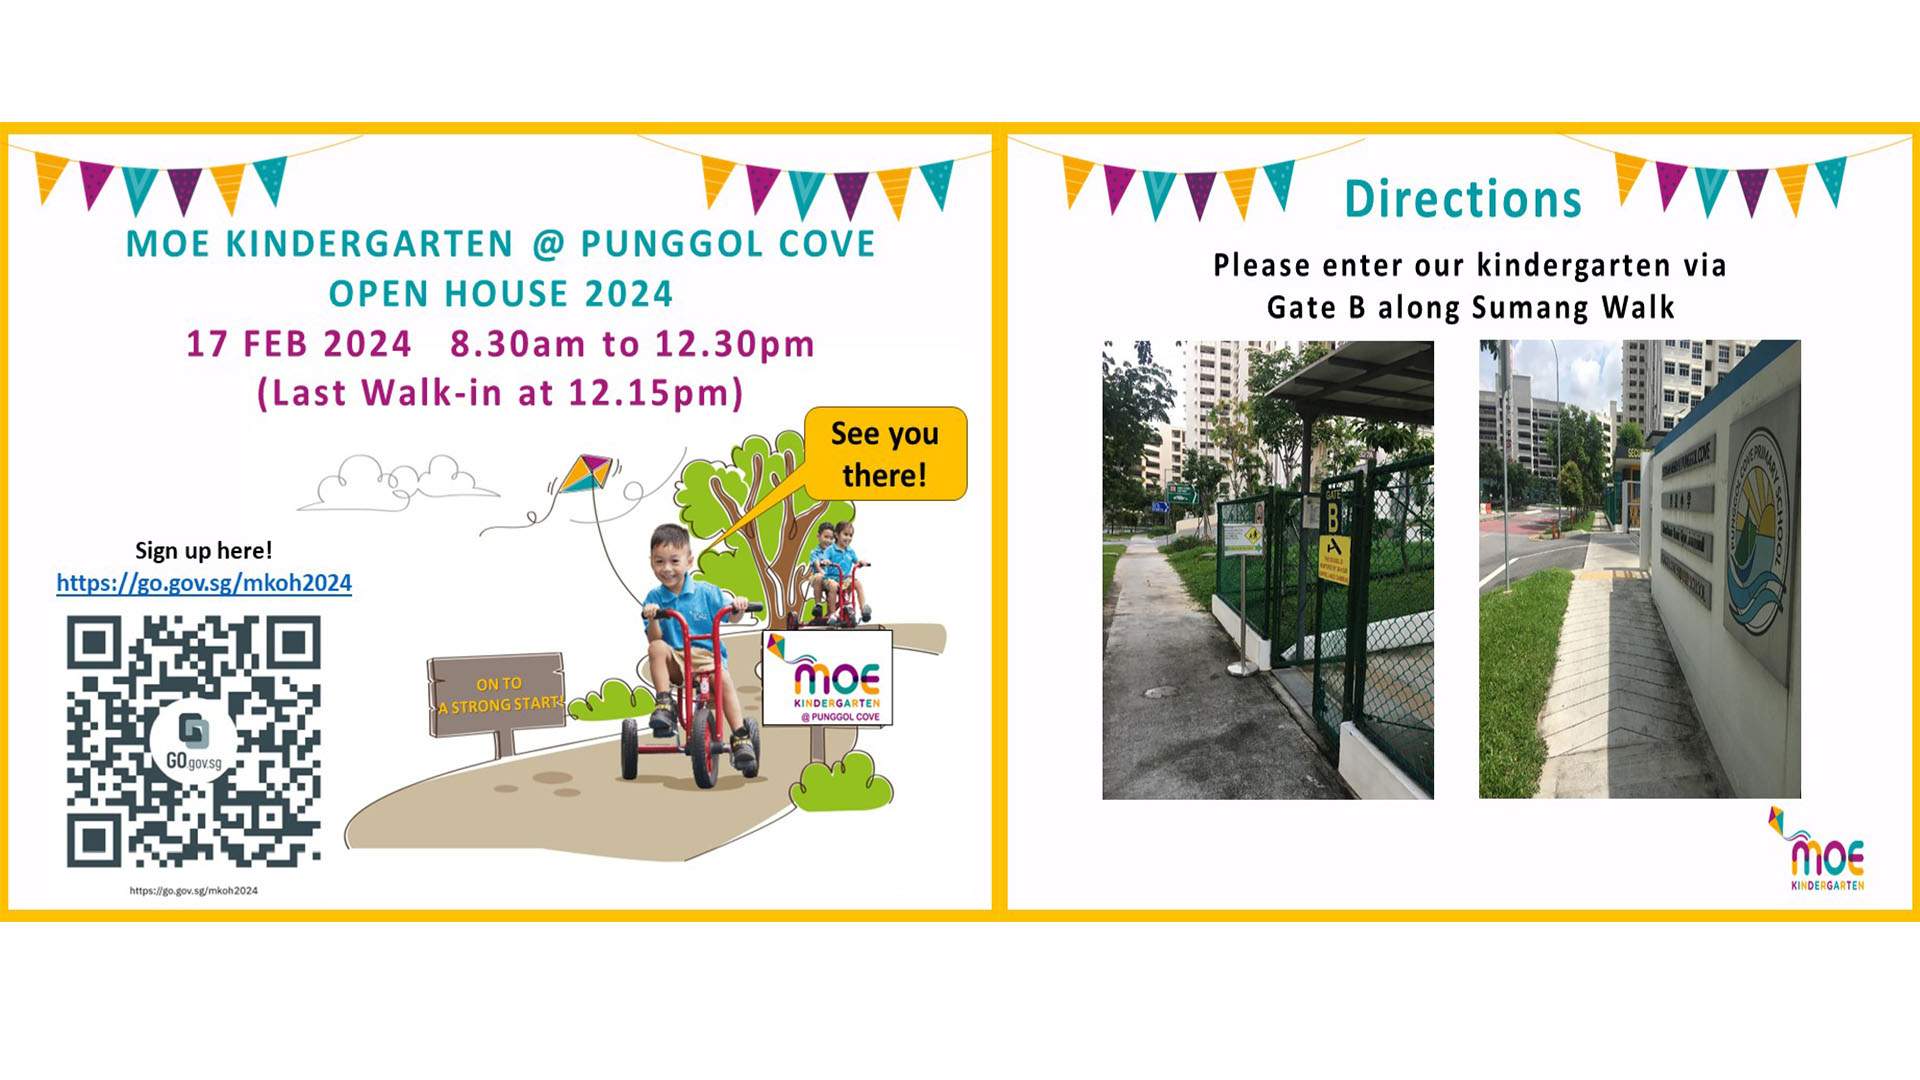 MOE KINDERGARTEN @ PUNGGOL COVE
OPEN HOUSE 2024
17 FEB 2024 8.30am to 12.30pm
(Last Walk-in at 12.15pm)
See you
there!
Sign up here!
https://go.gov.sg/mkoh2024
GO.gov.sg
https://go.gov.sg/mkoh2024
ON TO
A STRONG START!
MOE
KINDERGARTEN
@ PUNGGOL COVE
Directions
Please enter our kindergarten via
Gate B along Sumang Walk
GATE
B
PUNGGOL COVE PRIMARY SCHOOL
MOE
KINDERGARTEN